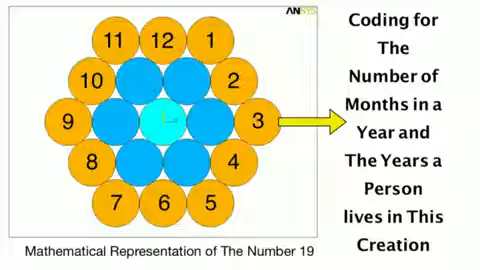 ANSYS
11 12 1
10 2
9 3
8 4
7 6 5
Mathematical Representation of The Number 19
Coding for
The
Number of
Months in a
Year and
The Years a
Person
lives in This
Creation